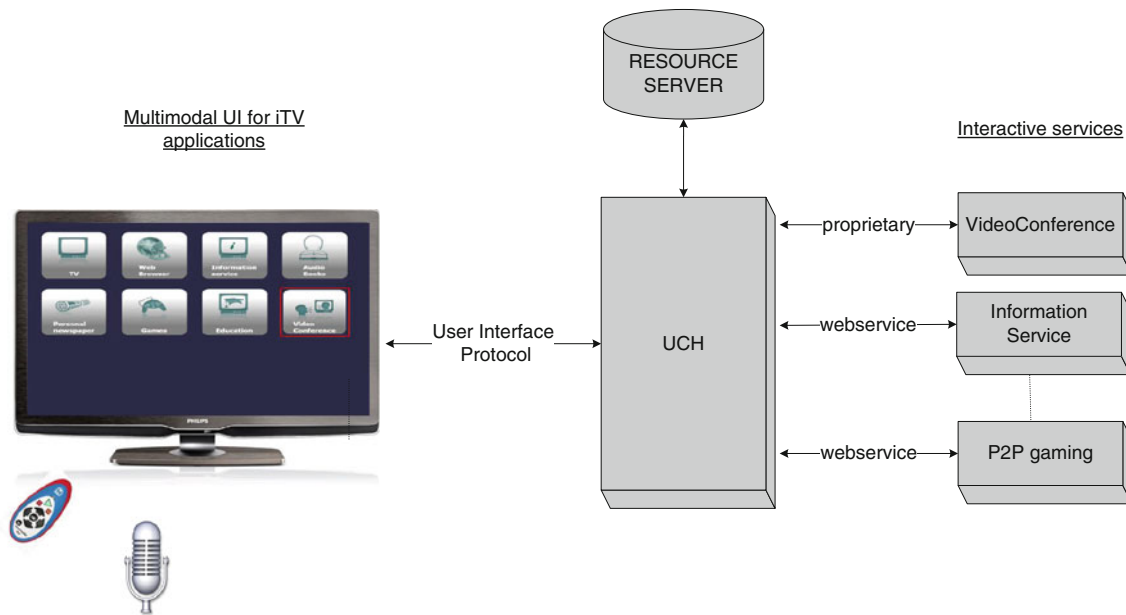 RESOURCE
SERVER
Multimodal UI for iTV
applications
Interactive services
TV
Web
Browser
Information
service
Audio
Books
Personal
newspaper
Games
Education
Video
Conference
PHILIPS
User Interface
Protocol
UCH
proprietary
VideoConference
webservice
Information
Service
webservice
P2P gaming